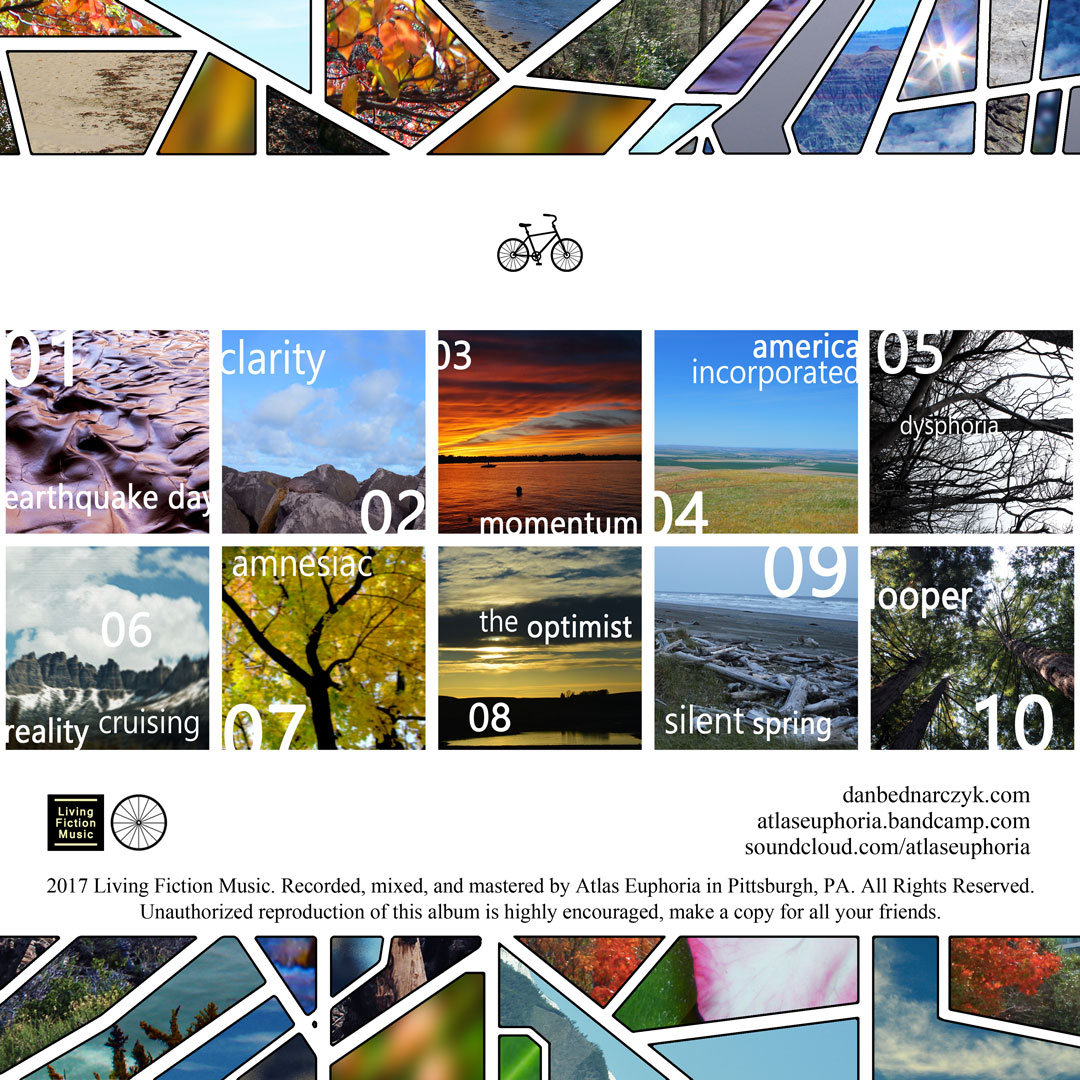 01
earthquake day
clarity
02
03
momentum
america
incorporated
04
05
dysphoria
06
reality cruising
amnesiac
07
the optimist
08
09
silent spring
looper
10
Living
Fiction
Music
danbednarczyk.com
atlaseuphoria.bandcamp.com
soundcloud.com/atlaseuphoria
2017 Living Fiction Music. Recorded, mixed, and mastered by Atlas Euphoria in Pittsburgh, PA. All Rights Reserved.
Unauthorized reproduction of this album is highly encouraged, make a copy for all your friends.